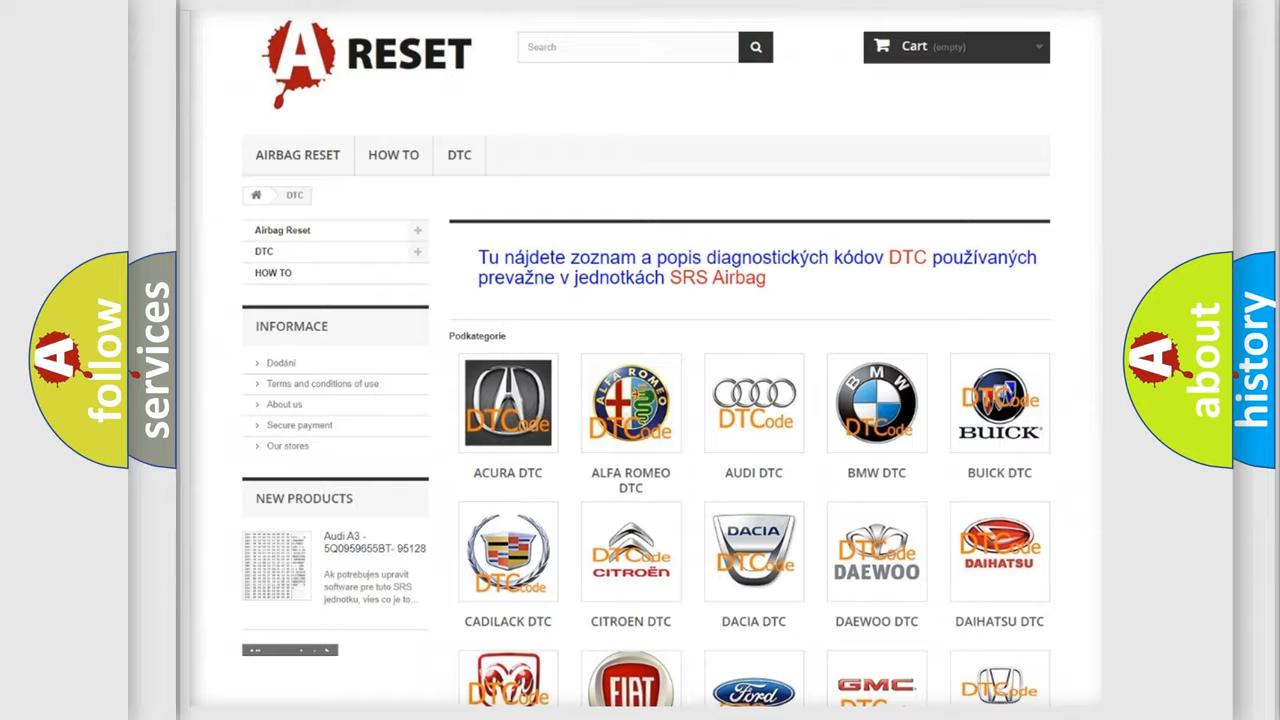 A RESET
Search
Cart (empty)
AIRBAG RESET
HOW TO
DTC
DTC
Airbag Reset
DTC
HOW TO
Tu nájdete zoznam a popis diagnostických kódov DTC používaných
prevažne v jednotkách SRS Airbag
INFORMACE
Dodání
Terms and conditions of use
About us
Secure payment
Our stores
NEW PRODUCTS
Audi A3 -
5Q0959655BT- 95128
Ak potrebujes upravit
software pre tuto SRS
jednotku, vies co je to...
Podkategorie
DTCode
ALFA ROMEO
DTCode
DTCode
BMW
DTCode
DTCode
BUICK
ACURA DTC
ALFA ROMEO
DTC
AUDI DTC
BMW DTC
BUICK DTC
DTCode
DTCode
CITROËN
DACIA
DTCode
DTCode
DAEWOO
DTCode
DAIHATSU
CADILACK DTC
CITROEN DTC
DACIA DTC
DAEWOO DTC
DAIHATSU DTC
DTCode
FIAT
Ford
GMC
DTCode
A follow
services
A about
history